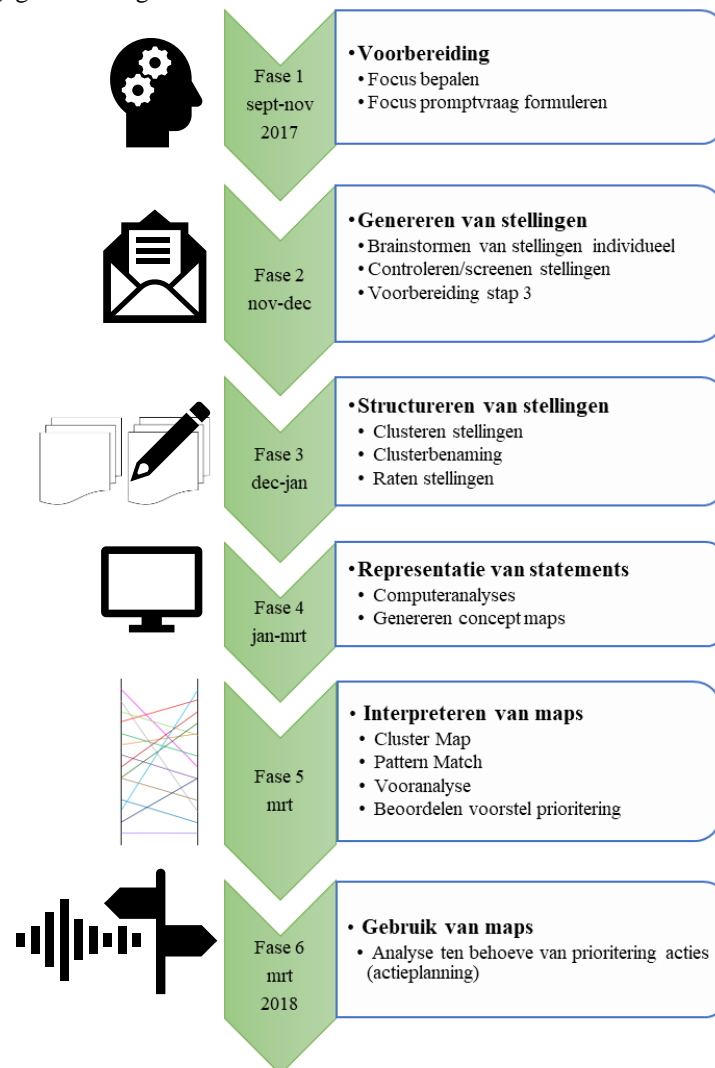 Fase 1
sept-nov
2017
•Voorbereiding
•Focus bepalen
•Focus promptvraag formuleren
Fase 2
nov-dec
•Genereren van stellingen
•Brainstormen van stellingen individueel
•Controleren/screenen stellingen
•Voorbereiding stap 3
Fase 3
dec-jan
•Structureren van stellingen
• Clusteren stellingen
• Clusterbenaming
• Raten stellingen
Fase 4
jan-mrt
•Representatie van statements
• Computeranalyses
• Genereren concept maps
Fase 5
mrt
• Interpreteren van maps
• Cluster Map
• Pattern Match
• Vooranalyse
• Beoordelen voorstel prioritering
Fase 6
mrt
2018
• Gebruik van maps
• Analyse ten behoeve van prioritering acties
(actieplanning)